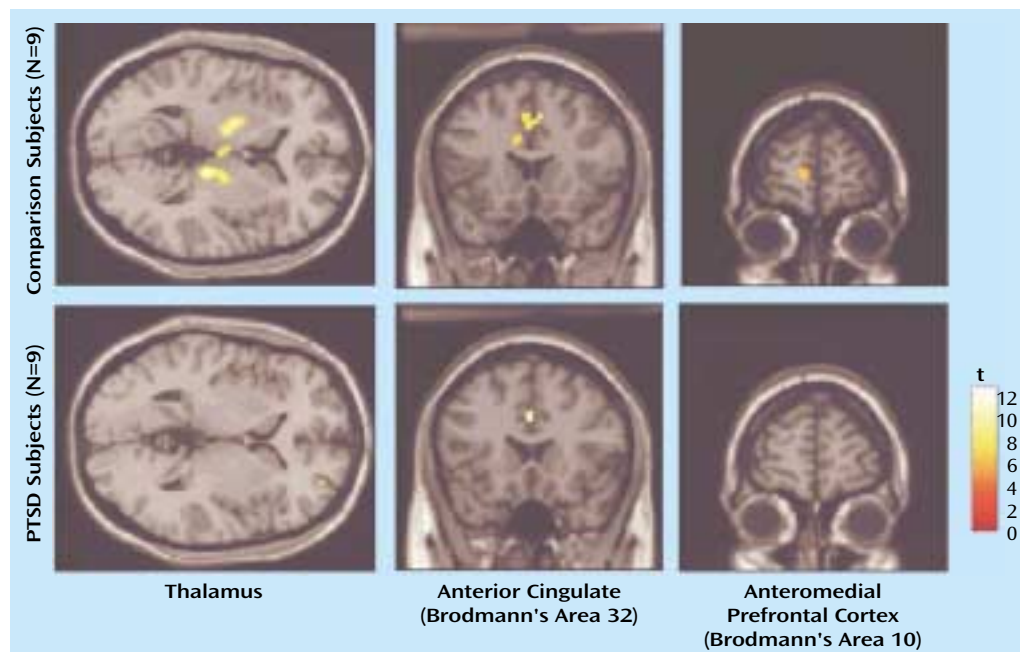 Comparison Subjects (N=9)
PTSD Subjects (N=9)
t
12
10
8
6
4
2
0
Thalamus
Anterior Cingulate
(Brodmann's Area 32)
Anteromedial
Prefrontal Cortex
(Brodmann's Area 10)